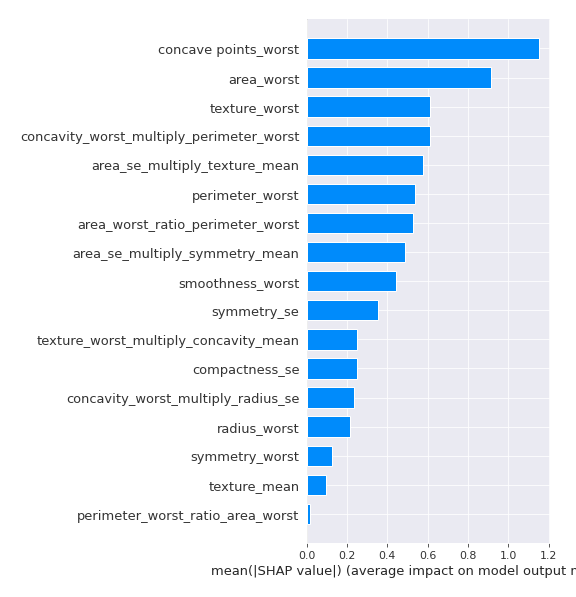 concave points_worst
area_worst
texture_worst
concavity_worst_multiply_perimeter_worst
area_se_multiply_texture_mean
perimeter_worst
area_worst_ratio_perimeter_worst
area_se_multiply_symmetry_mean
smoothness_worst
symmetry_se
texture_worst_multiply_concavity_mean
compactness_se
concavity_worst_multiply_radius_se
radius_worst
symmetry_worst
texture_mean
perimeter_worst_ratio_area_worst
0.0 0.2 0.4 0.6 0.8 1.0 1.2
mean(|SHAP value|) (average impact on model output